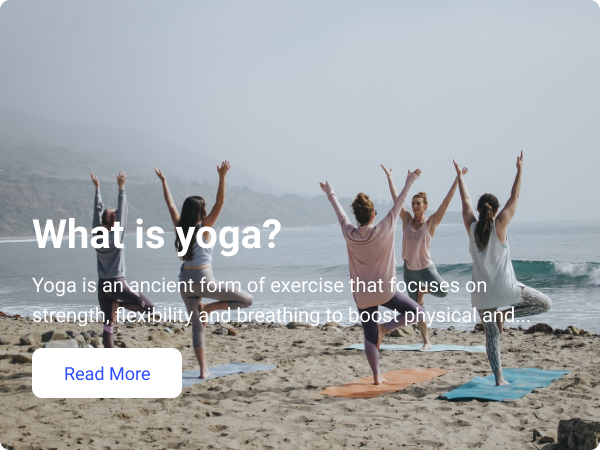 What is yoga?
Yoga is an ancient form of exercise that focuses on
strength, flexibility and breathing to boost physical and...
Read More